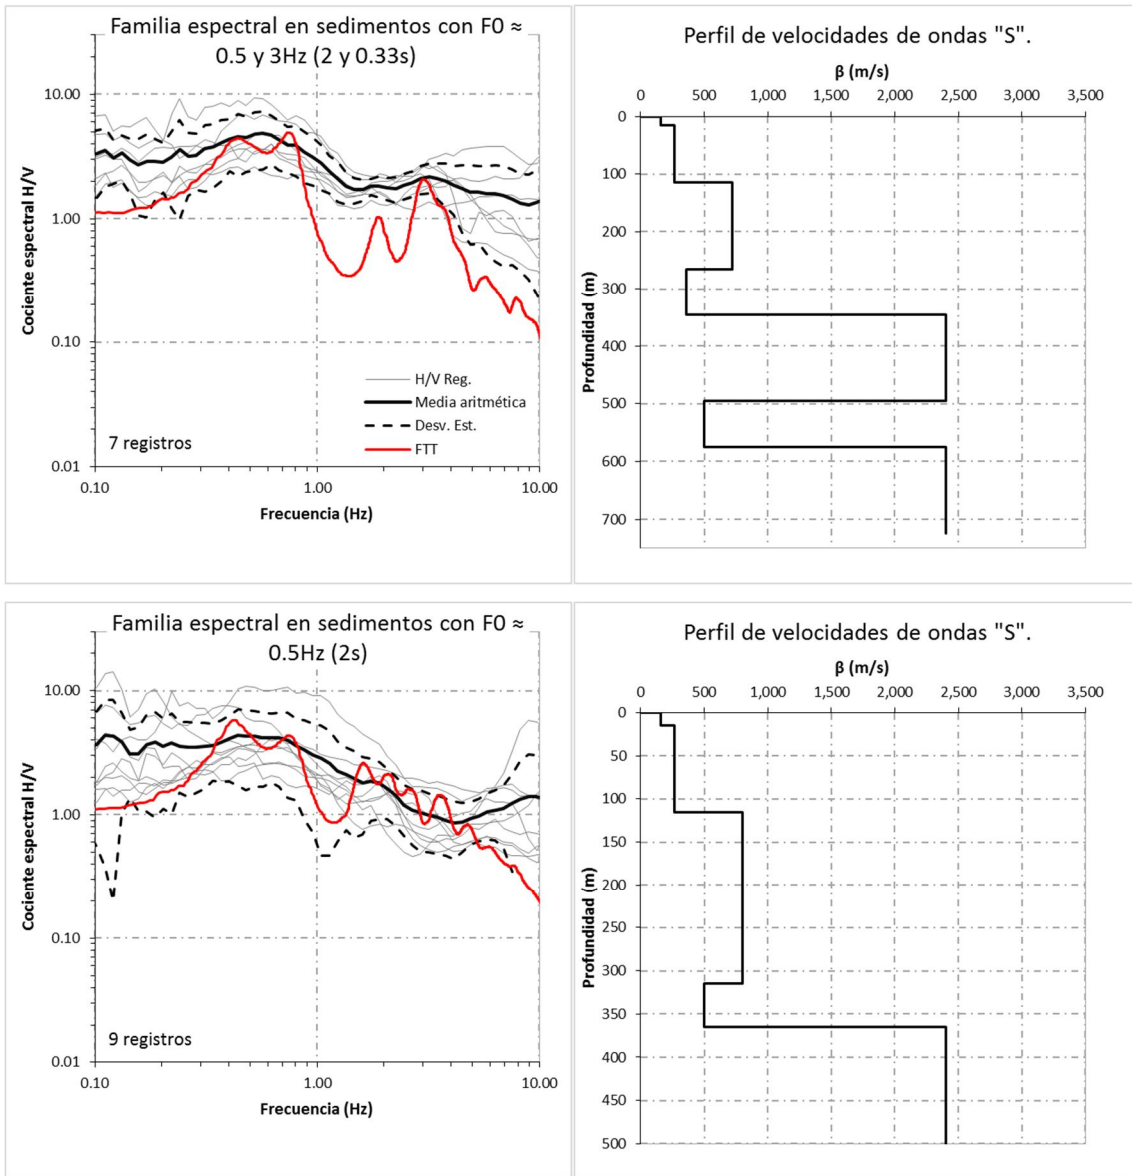 Familia espectral en sedimentos con F0 ≈
0.5 y 3Hz (2 y 0.33s)
Cociente espectral H/V
10.00
1.00
0.10
0.01
H/V Reg.
Media aritmética
Desv. Est.
FTT
7 registros
0.10 1.00 10.00
Frecuencia (Hz)
Perfil de velocidades de ondas "S".
β (m/s)
0 500 1,000 1,500 2,000 2,500 3,000 3,500
Profundidad (m)
0
100
200
300
400
500
600
700
Familia espectral en sedimentos con F0 ≈
0.5Hz (2s)
Cociente espectral H/V
10.00
1.00
0.10
0.01
9 registros
0.10 1.00 10.00
Frecuencia (Hz)
Perfil de velocidades de ondas "S".
β (m/s)
0 500 1,000 1,500 2,000 2,500 3,000 3,500
Profundidad (m)
0
50
100
150
200
250
300
350
400
450
500